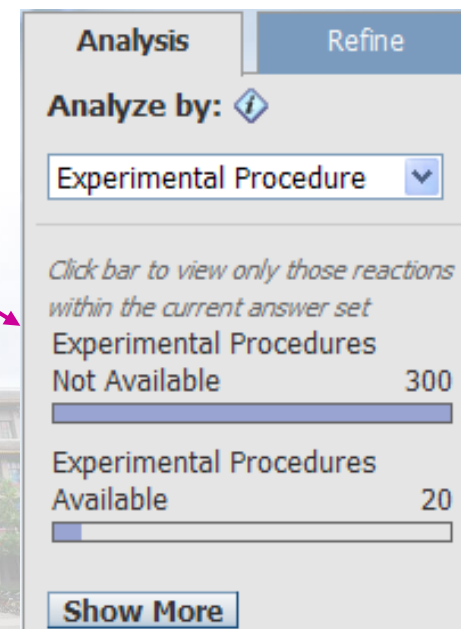 Analysis Refine
Analyze by:
Experimental Procedure
Click bar to view only those reactions
within the current answer set
Experimental Procedures
Not Available 300
Experimental Procedures
Available 20
Show More